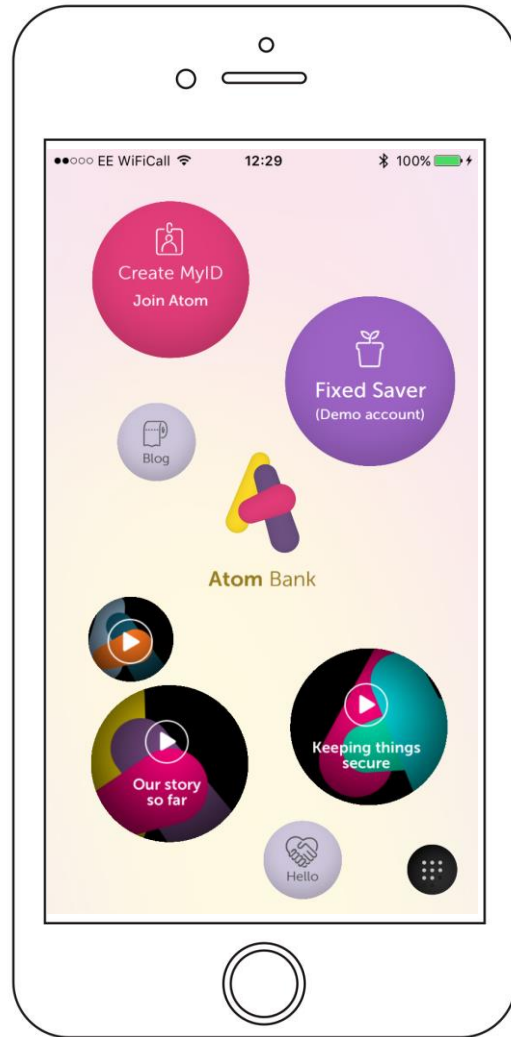 EE WiFiCall 12:29 100%
Create MyID
Join Atom
Fixed Saver
(Demo account)
Blog
Atom Bank
Our story
so far
Keeping things
secure
Hello